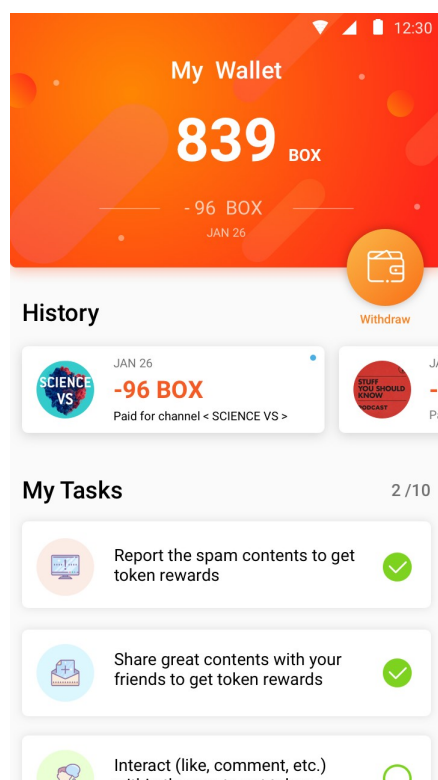 12:30
My Wallet
839 BOX
- 96 BOX
JAN 26
Withdraw
History
SCIENCE
VS
JAN 26
-96 BOX
Paid for channel < SCIENCE VS >
STUFF
YOU SHOULD
KNOW
PODCAST
My Tasks
2 /10
Report the spam contents to get
token rewards
Share great contents with your
friends to get token rewards
Interact (like, comment, etc.)